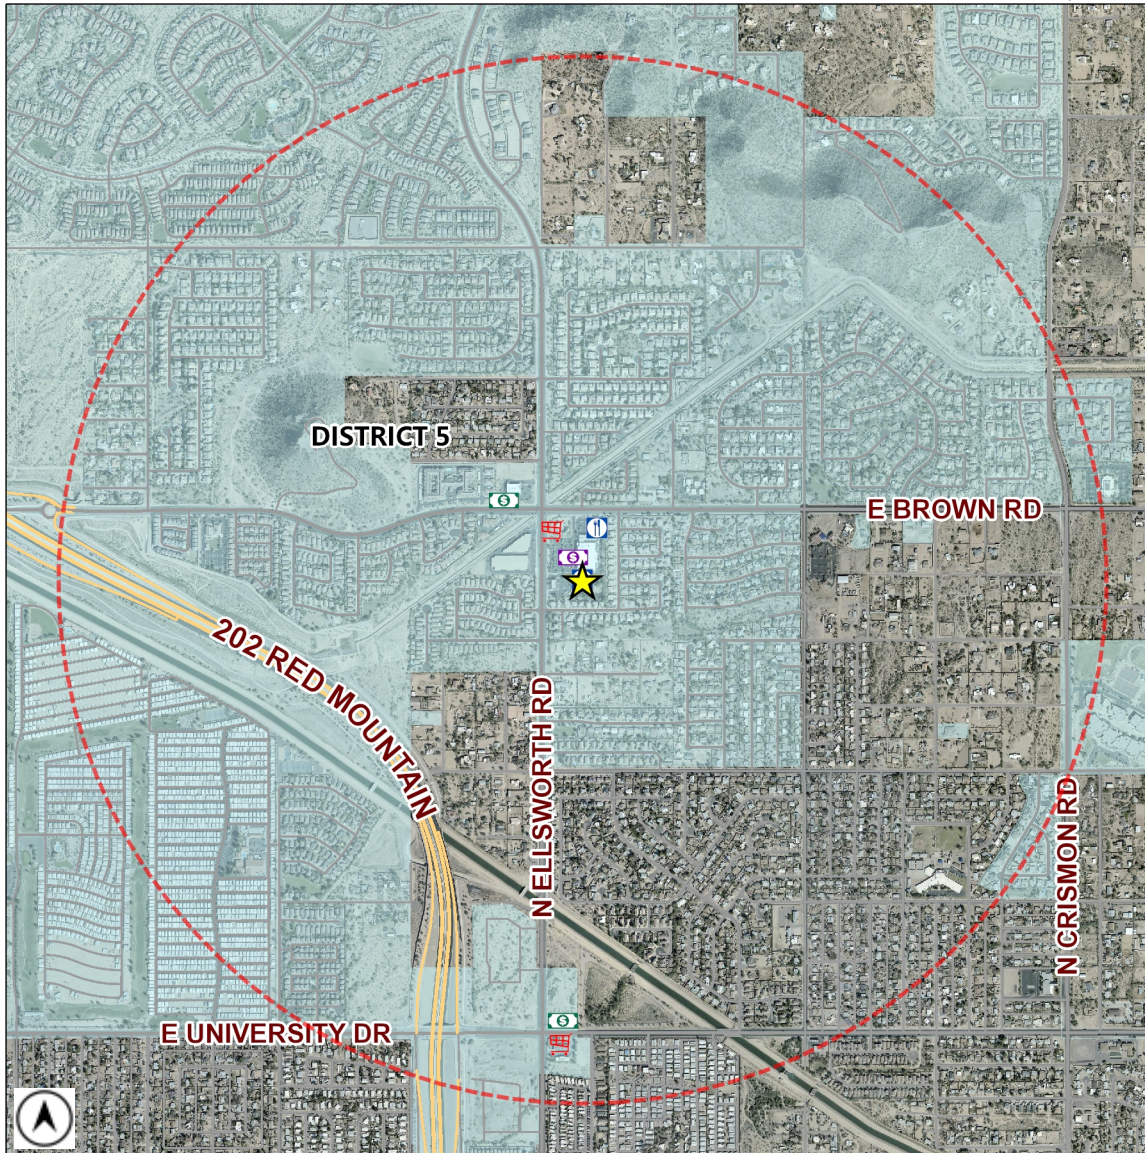 DISTRICT 5
E BROWN RD
202 RED MOUNTAIN
N ELLSWORTH RD
N CRISMON RD
E UNIVERSITY DR